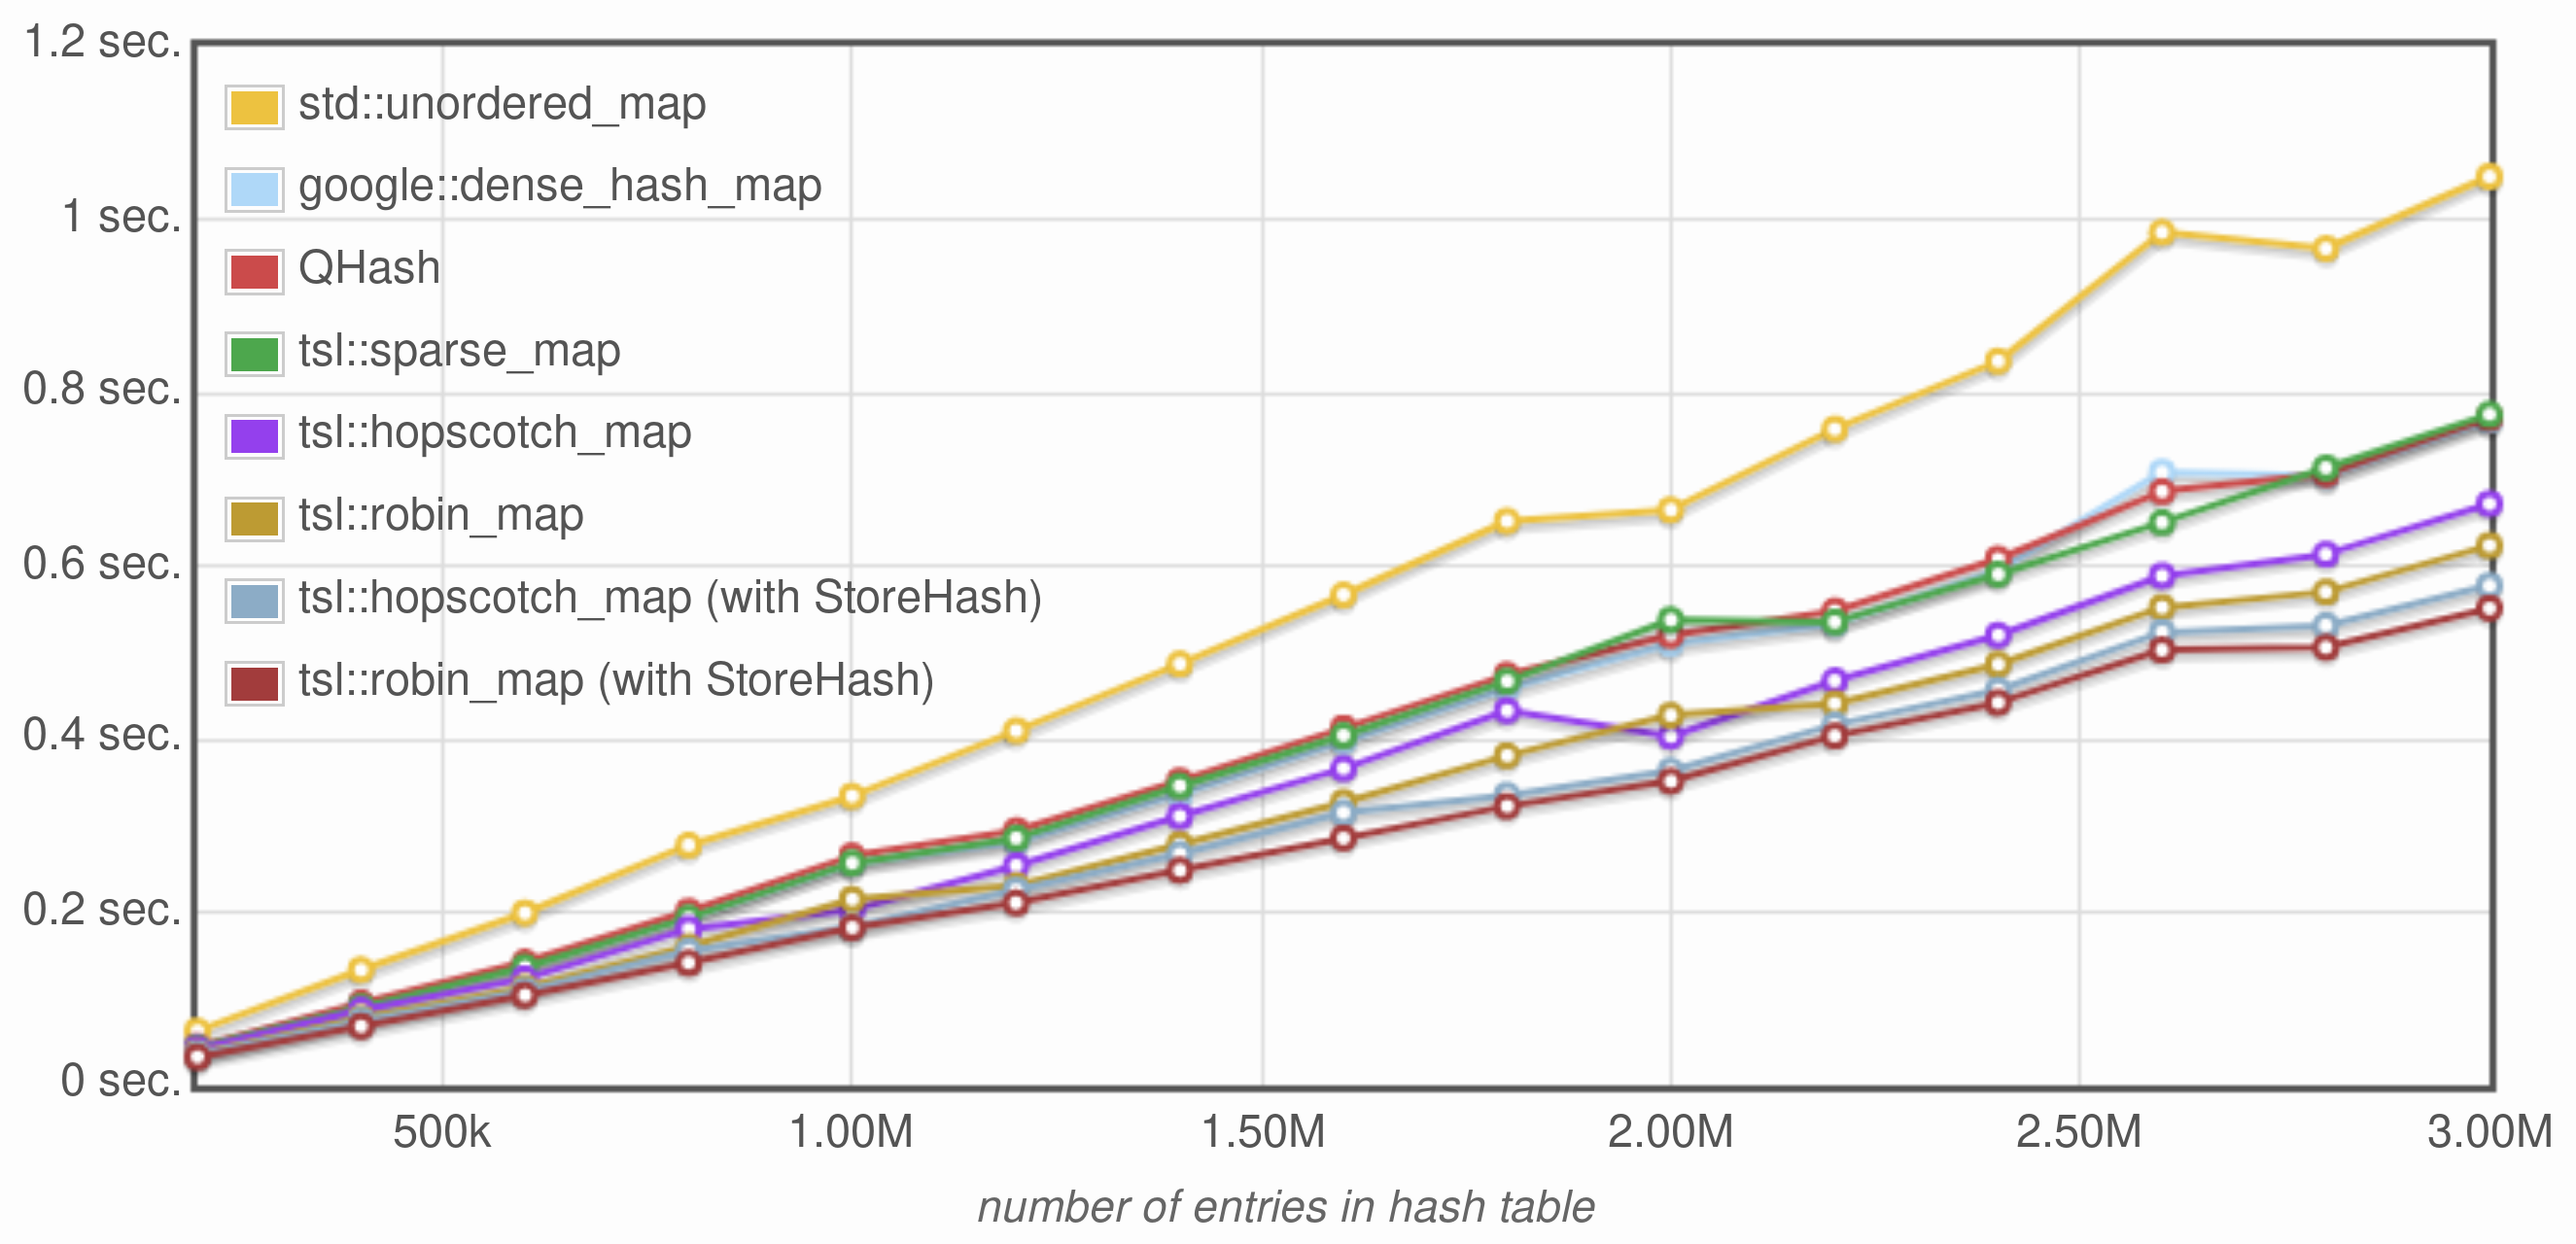 1.2 sec.
1 sec.
0.8 sec.
0.6 sec.
0.4 sec.
0.2 sec.
0 sec.
std::unordered_map
google::dense_hash_map
QHash
tsl::sparse_map
tsl::hopscotch_map
tsl::robin_map
tsl::hopscotch_map (with StoreHash)
tsl::robin_map (with StoreHash)
500k 1.00M 1.50M 2.00M 2.50M 3.00M
number of entries in hash table